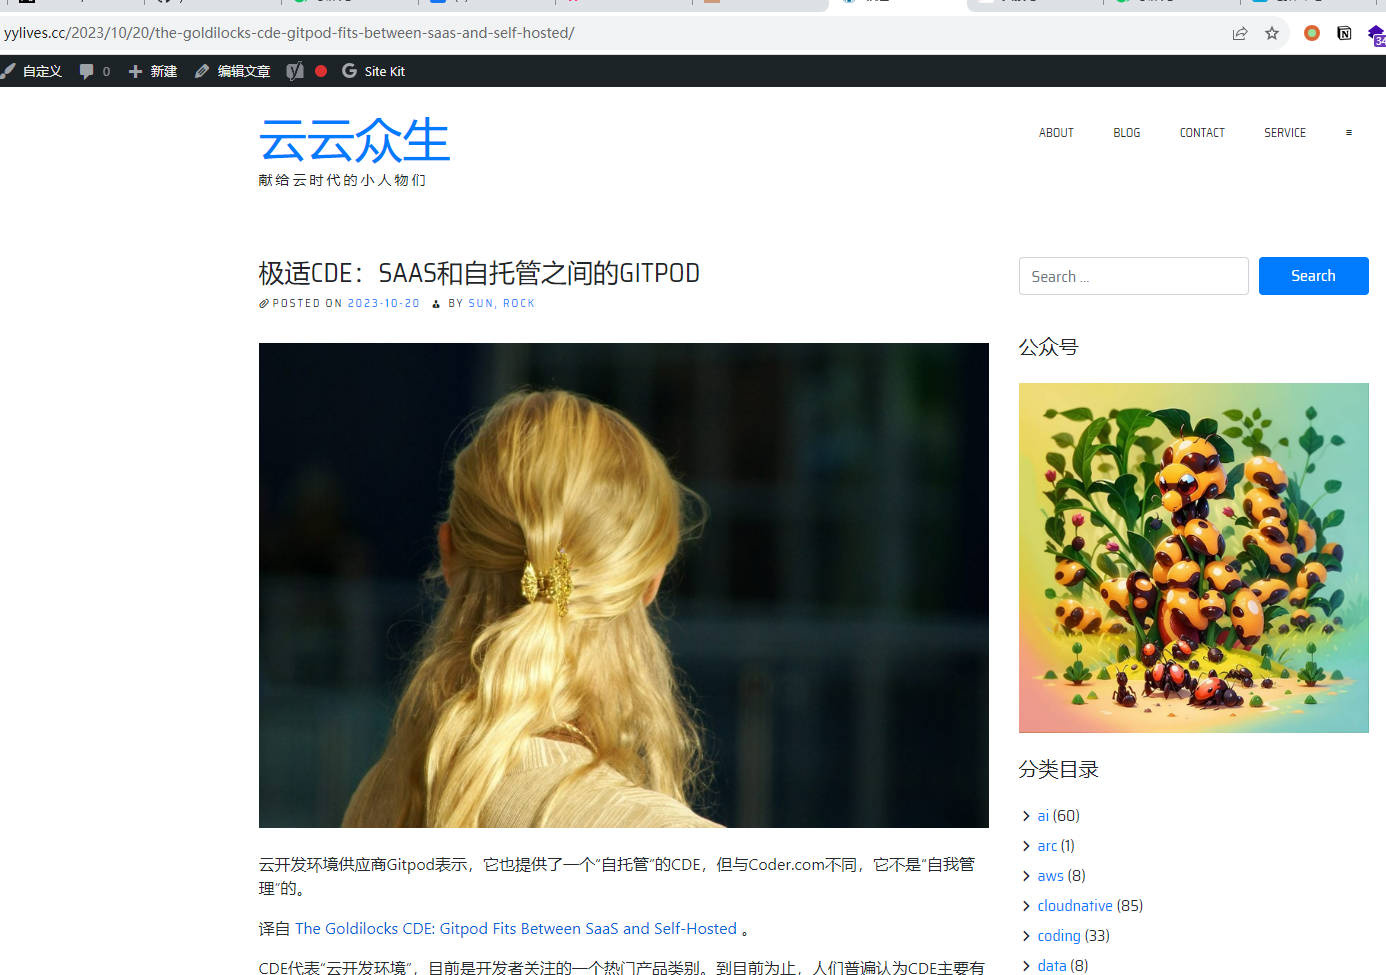 yylives.cc/2023/10/20/the-goldilocks-cde-gitpod-fits-between-saas-and-self-hosted/
34
自定义 0 新建 编辑文章 Site Kit
云云众生
献给云时代的小人物们
ABOUT BLOG CONTACT SERVICE ≡
极适CDE：SAAS和自托管之间的GITPOD
POSTED ON 2023-10-20 BY SUN, ROCK
Search ... Search
公众号
分类目录
ai (60)
arc (1)
aws (8)
cloudnative (85)
coding (33)
data (8)
云开发环境供应商Gitpod表示，它也提供了一个“自托管”的CDE，但与Coder.com不同，它不是“自我管
理”的。
译自 The Goldilocks CDE: Gitpod Fits Between SaaS and Self-Hosted 。
CDE代表“云开发环境”，目前是开发者关注的一个热门产品类别。到目前为止，人们普遍认为CDE主要有